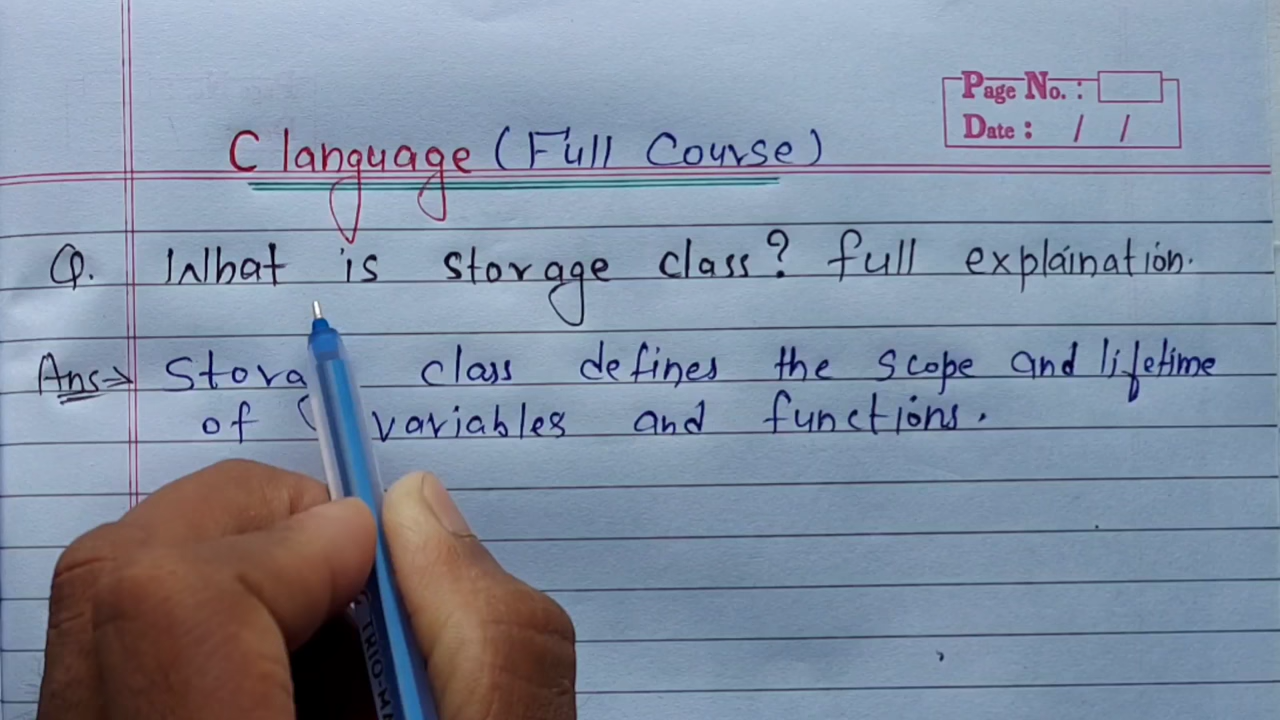 Page No. :
Date : / /
C language (Full Course)
Q. What is storage class? full explaination.
Ans→ class defines the scope and lifetime
of variables and functions.